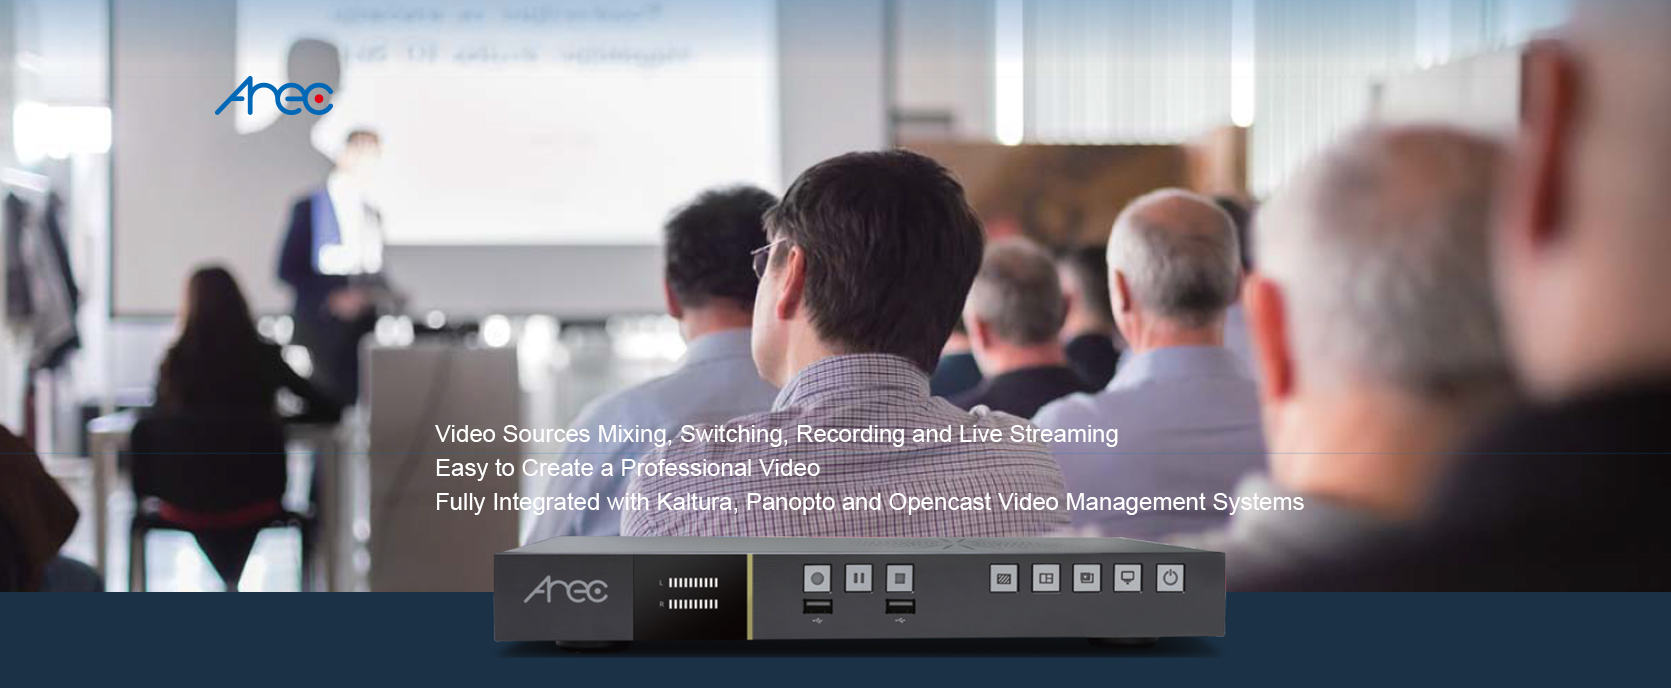 Arec
Video Sources Mixing, Switching, Recording and Live Streaming
Easy to Create a Professional Video
Fully Integrated with Kaltura, Panopto and Opencast Video Management Systems
Arec
L
R